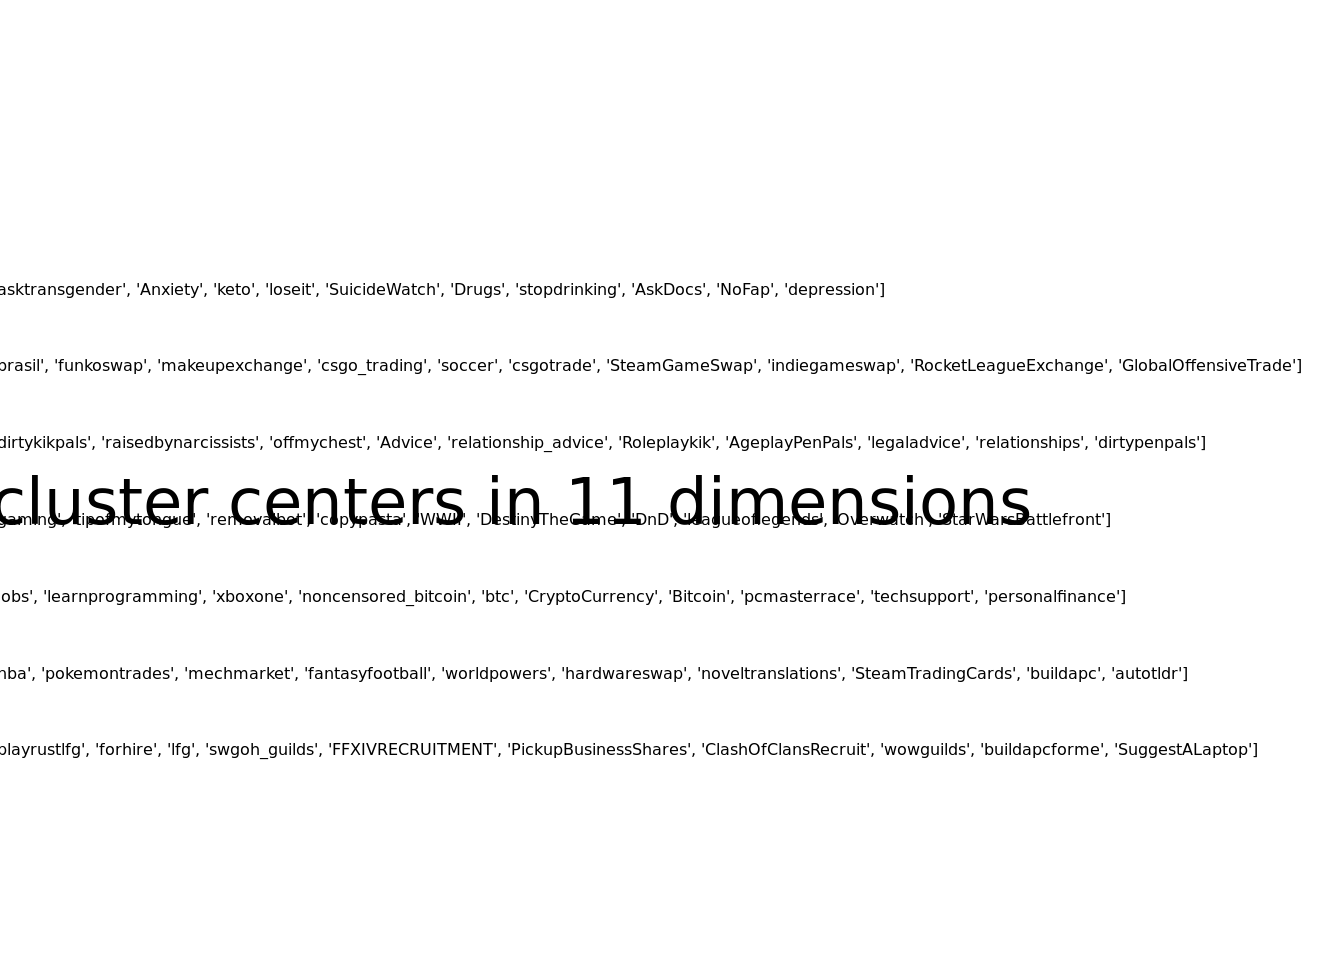 asktransgender', 'Anxiety', 'keto', 'loseit', 'SuicideWatch', 'Drugs', 'stopdrinking', 'AskDocs', 'NoFap', 'depression']
brasil', 'funkoswap', 'makeupexchange', 'csgo_trading', 'soccer', 'csgotrade', 'SteamGameSwap', 'indiegameswap', 'RocketLeagueExchange', 'GlobalOffensiveTrade']
dirtykikpals', 'raisedbynarcissists', 'offmychest', 'Advice', 'relationship_advice', 'Roleplaykik', 'AgeplayPenPals', 'legaladvice', 'relationships', 'dirtypenpals']
cluster centers in 11 dimensions
gaming', 'tipofmytongue', 'removalbot', 'copypasta', 'WWII', 'DestinyTheGame', 'DnD', 'leagueoflegends', 'Overwatch', 'StarWarsBattlefront']
obs', 'learnprogramming', 'xboxone', 'noncensored_bitcoin', 'btc', 'CryptoCurrency', 'Bitcoin', 'pcmasterrace', 'techsupport', 'personalfinance']
nba', 'pokemontrades', 'mechmarket', 'fantasyfootball', 'worldpowers', 'hardwareswap', 'noveltranslations', 'SteamTradingCards', 'buildapc', 'autotldr']
playrustlfg', 'forhire', 'lfg', 'swgoh_guilds', 'FFXIVRECRUITMENT', 'PickupBusinessShares', 'ClashOfClansRecruit', 'wowguilds', 'buildapcforme', 'SuggestALaptop']